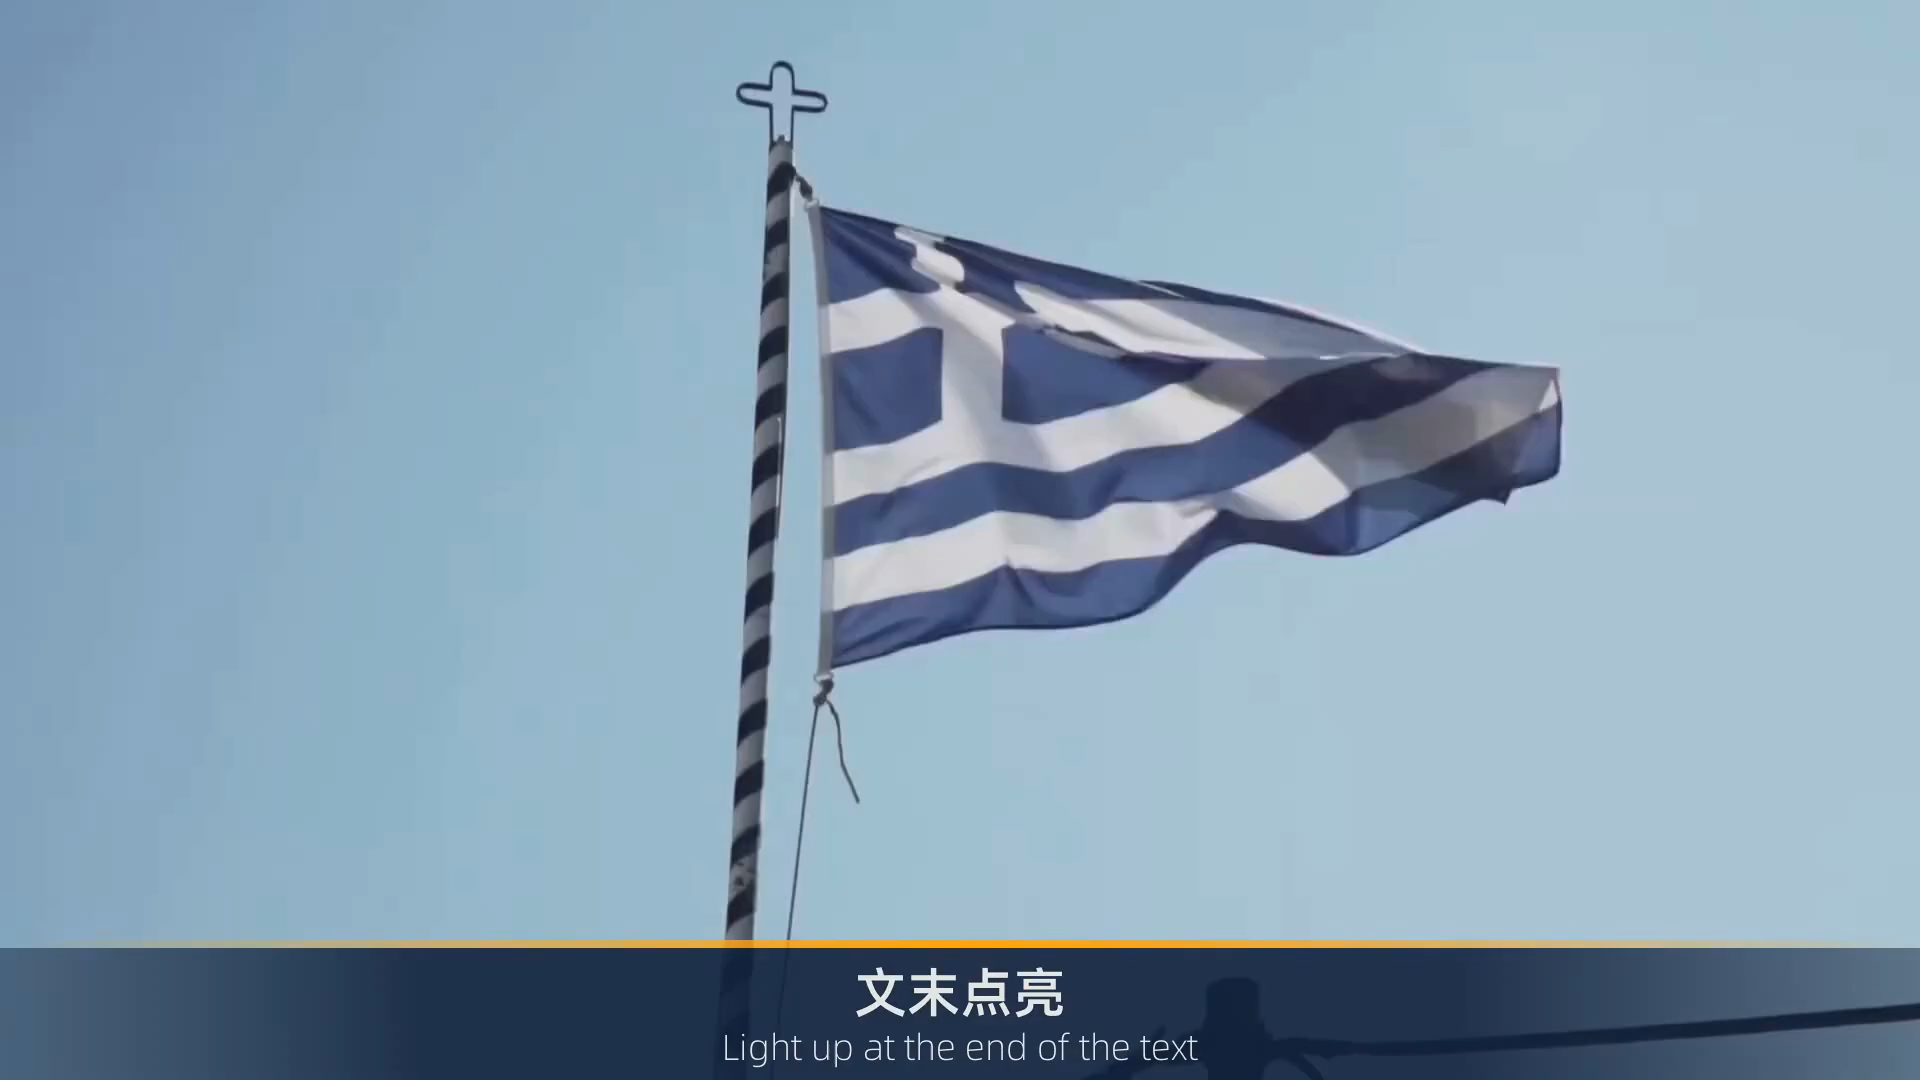 文末点亮
Light up at the end of the text